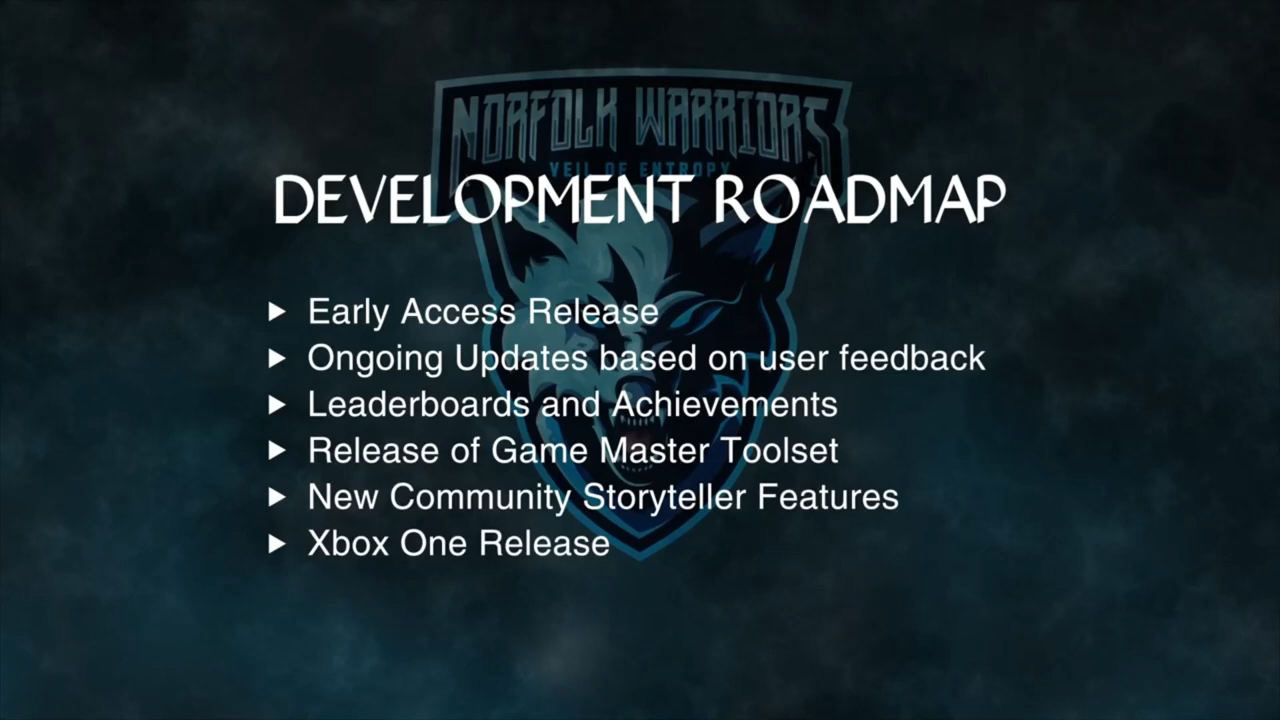 NORFOLK WARRIORS
VEIL OF ENTROPY
DEVELOPMENT ROADMAP
Early Access Release
Ongoing Updates based on user feedback
Leaderboards and Achievements
Release of Game Master Toolset
New Community Storyteller Features
Xbox One Release